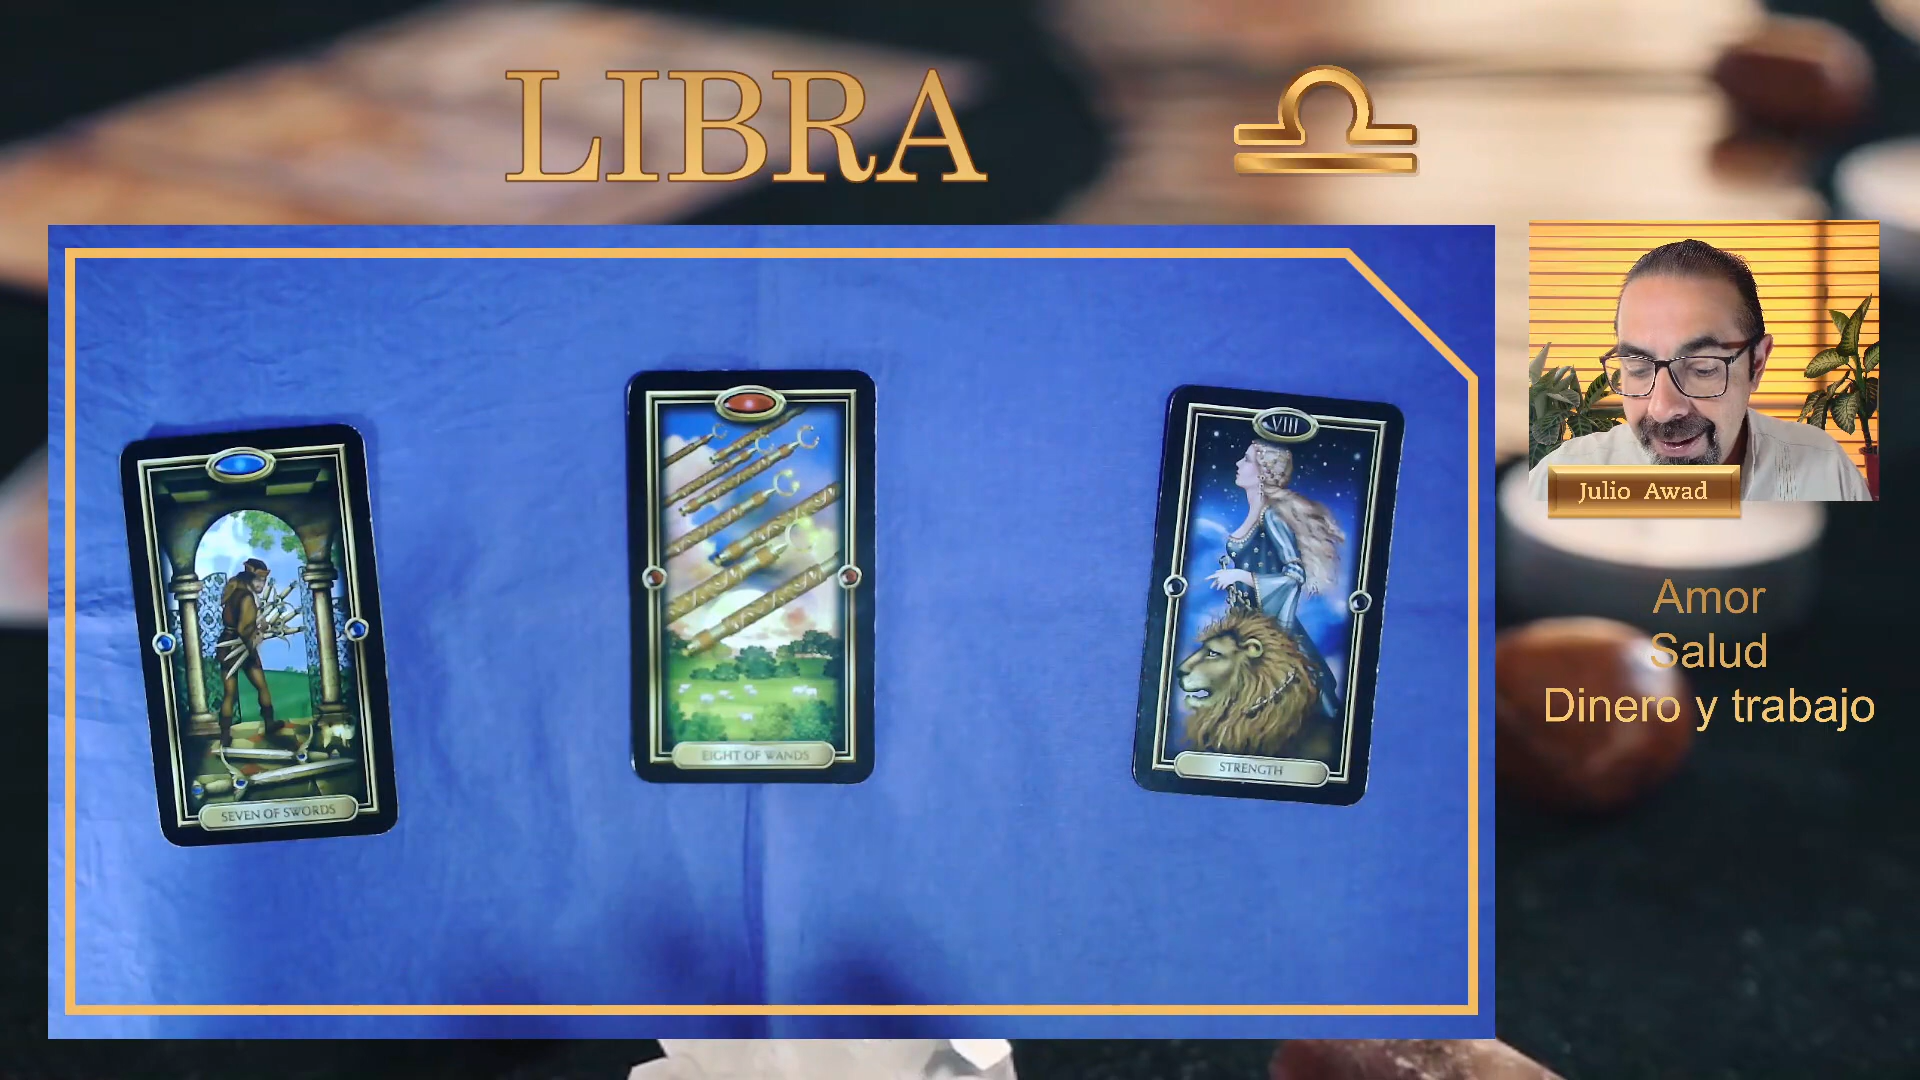 LIBRA
Julio Awad
Amor
Salud
Dinero y trabajo
SEVEN OF SWORDS
EIGHT OF WANDS
VIII
STRENGTH